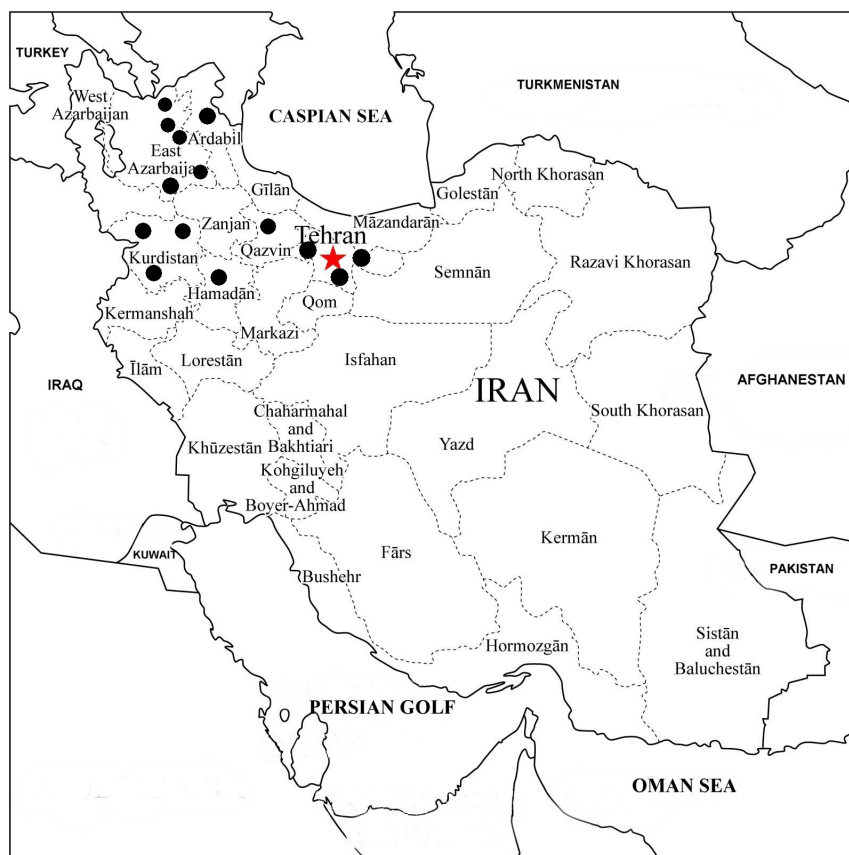 TURKEY
TURKMENISTAN
West
Azarbaijan
CASPIAN SEA
Ardabil
East
Azarbaijan
Gīlān
North Khorasan
Golestān
Māzandarān
Zanjan
Tehran
Qazvin
Kurdistan
Semnān
Razavi Khorasan
Hamadān
Qom
Kermanshah
Markazi
Īlām
Lorestān
Isfahan
IRAQ
IRAN
AFGHANESTAN
Chaharmahal
and
Bakhtiari
South Khorasan
Khūzestān
Yazd
Kohgiluyeh
and
Boyer-Ahmad
KUWAIT
Fārs
Kermān
Bushehr
PAKISTAN
Hormozgān
Sistān
and
Baluchestān
PERSIAN GOLF
OMAN SEA